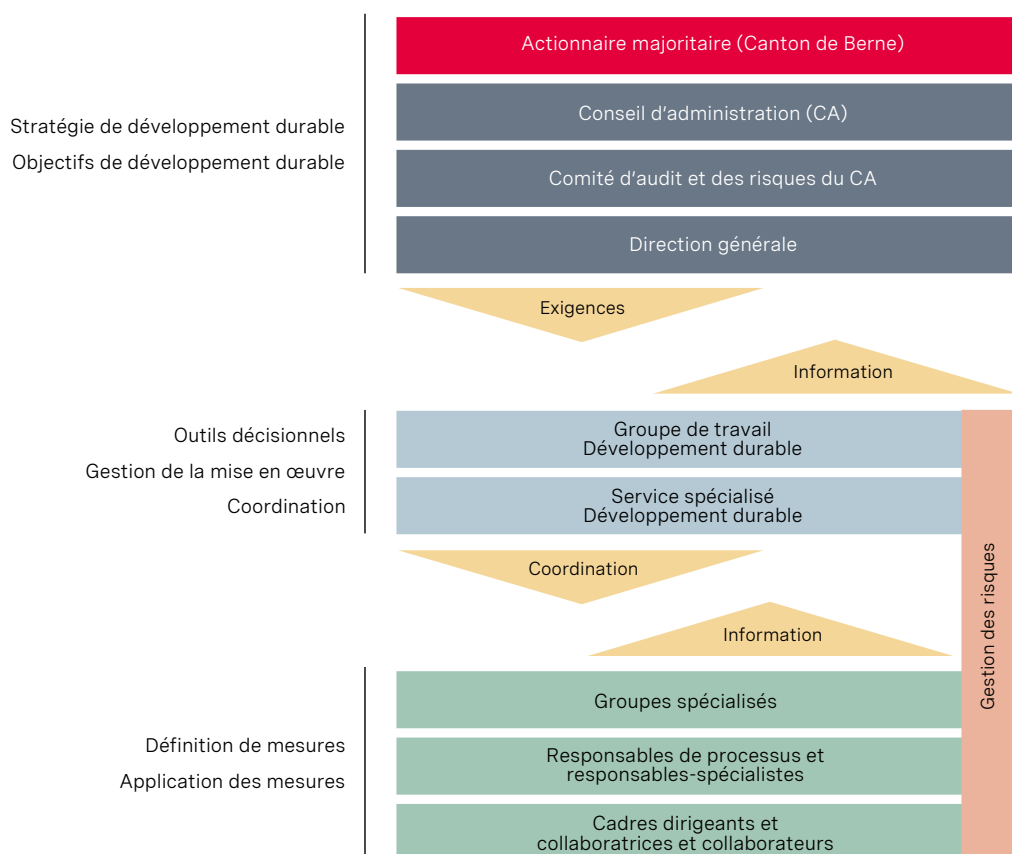 Stratégie de développement durable
Objectifs de développement durable
Actionnaire majoritaire (Canton de Berne)
Conseil d'administration (CA)
Comité d'audit et des risques du CA
Direction générale
Exigences
Information
Outils décisionnels
Gestion de la mise en œuvre
Coordination
Groupe de travail
Développement durable
Service spécialisé
Développement durable
Coordination
Information
Gestion des risques
Définition de mesures
Application des mesures
Groupes spécialisés
Responsables de processus et
responsables-spécialistes
Cadres dirigeants et
collaboratrices et collaborateurs